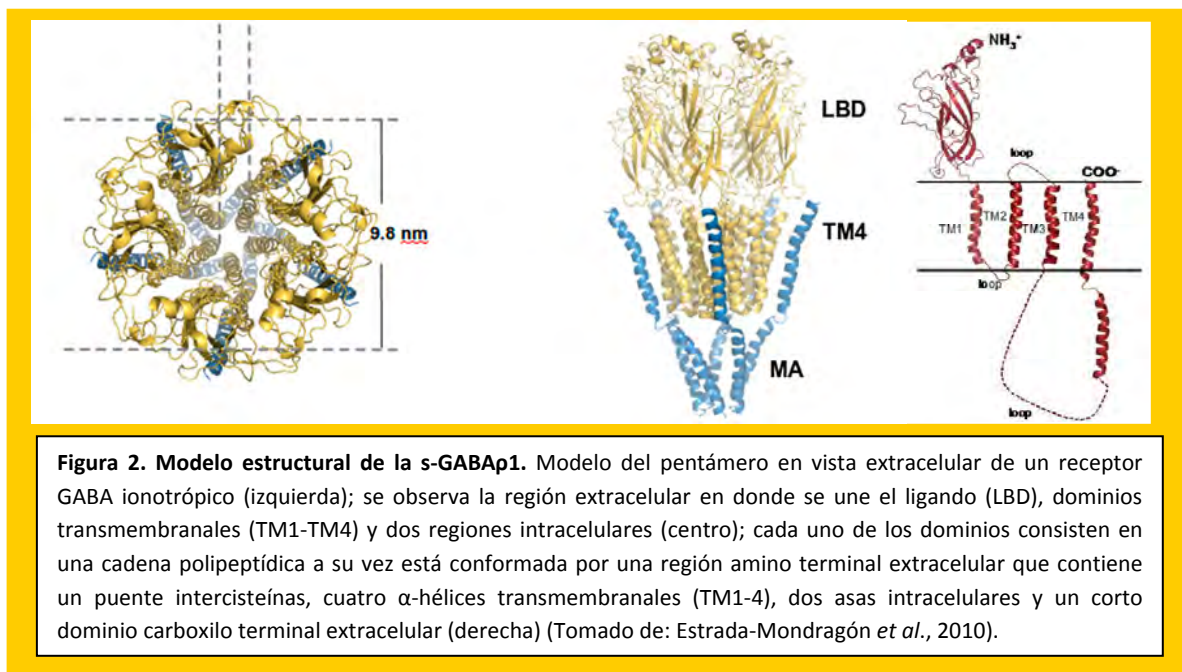 9.8 nm
LBD
TM4
MA
NH₃⁺
loop
COO-
TM1
TM2
TM3
TM4
loop
loop
Figura 2. Modelo estructural de la s-GABAρ1. Modelo del pentámero en vista extracelular de un receptor
GABA ionotrópico (izquierda); se observa la región extracelular en donde se une el ligando (LBD), dominios
transmembranales (TM1-TM4) y dos regiones intracelulares (centro); cada uno de los dominios consisten en
una cadena polipeptídica a su vez está conformada por una región amino terminal extracelular que contiene
un puente intercisteínas, cuatro α-hélices transmembranales (TM1-4), dos asas intracelulares y un corto
dominio carboxilo terminal extracelular (derecha) (Tomado de: Estrada-Mondragón et al., 2010).